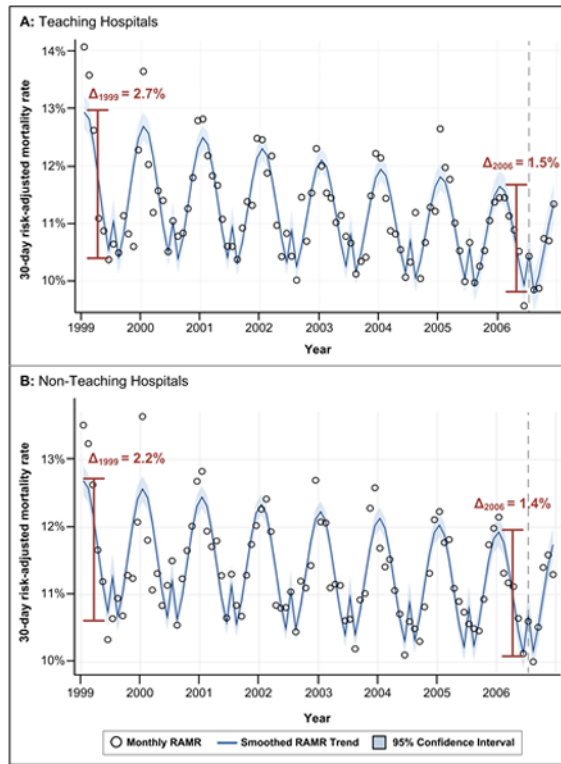 A: Teaching Hospitals
14%
13%
12%
11%
10%
30-day risk-adjusted mortality rate
Δ1999 = 2.7%
Δ2006 = 1.5%
1999 2000 2001 2002 2003 2004 2005 2006
Year
B: Non-Teaching Hospitals
13%
12%
11%
10%
30-day risk-adjusted mortality rate
Δ1999 = 2.2%
Δ2006 = 1.4%
1999 2000 2001 2002 2003 2004 2005 2006
Year
Monthly RAMR Smoothed RAMR Trend 95% Confidence Interval